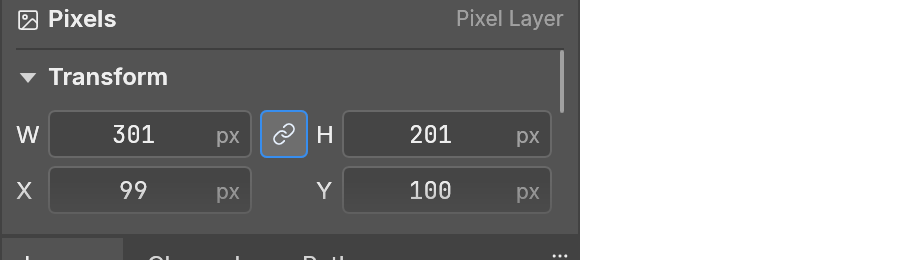 Pixels Pixel Layer
Transform
W 301 px H 201 px
X 99 px Y 100 px